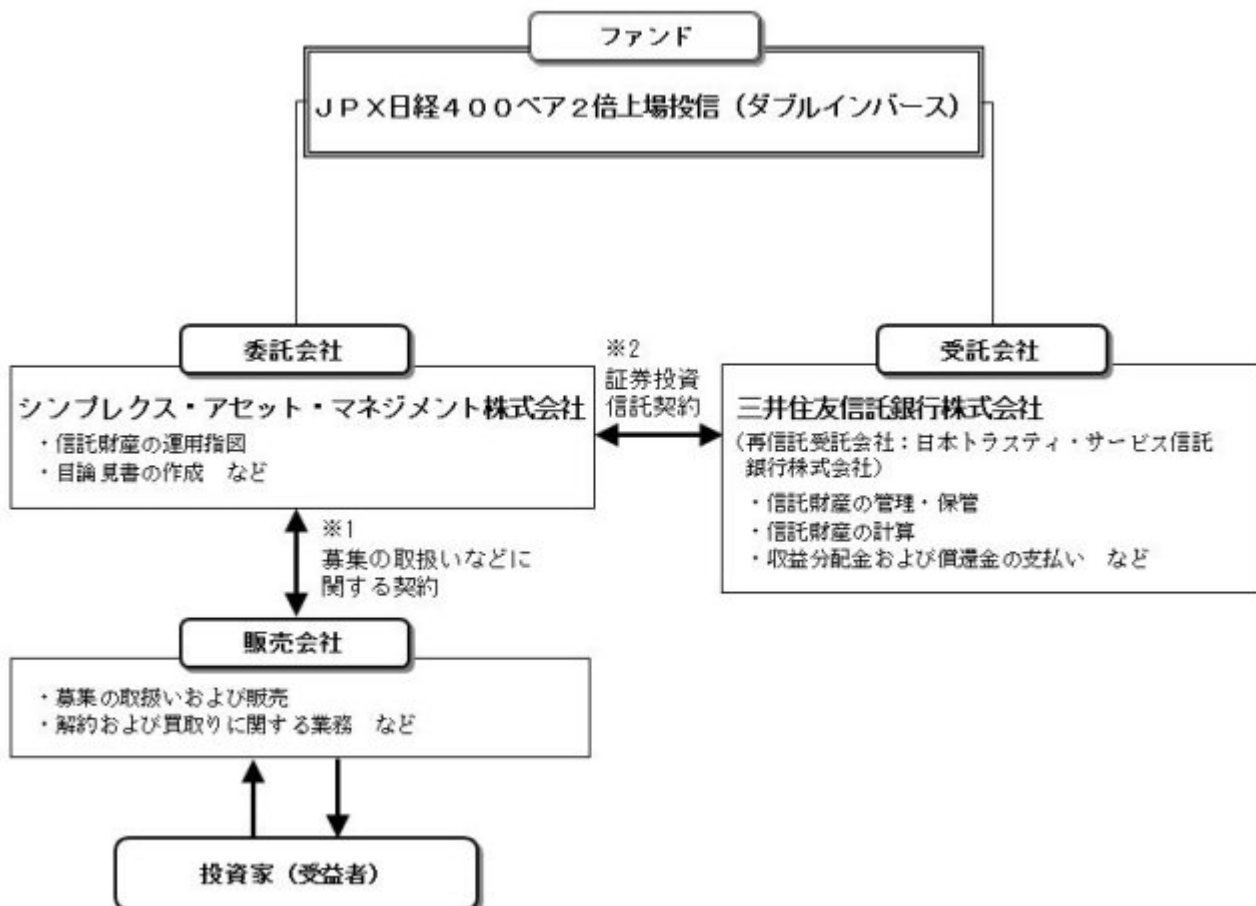 ファンド
JPX日経400ベア2倍上場投信（ダブルインバース）
委託会社
シンプレクス・アセット・マネジメント株式会社
・信託財産の運用指図
・目論見書の作成　など
※2
証券投資
信託契約
受託会社
三井住友信託銀行株式会社
（再信託受託会社：日本トラスティ・サービス信託
銀行株式会社）
・信託財産の管理・保管
・信託財産の計算
・収益分配金および償還金の支払い　など
※1
募集の取扱いなどに
関する契約
販売会社
・募集の取扱いおよび販売
・解約および買取りに関する業務　など
投資家（受益者）